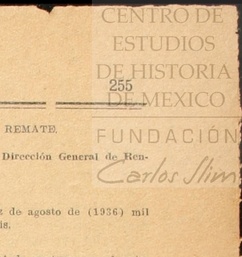 CENTRO DE
ESTUDIOS
DE HISTORIA
DE MEXICO
FUNDACIÓN
Carlos Slim
255
REMATE.
Dirección General de Ren-
de agosto de (1936) mil